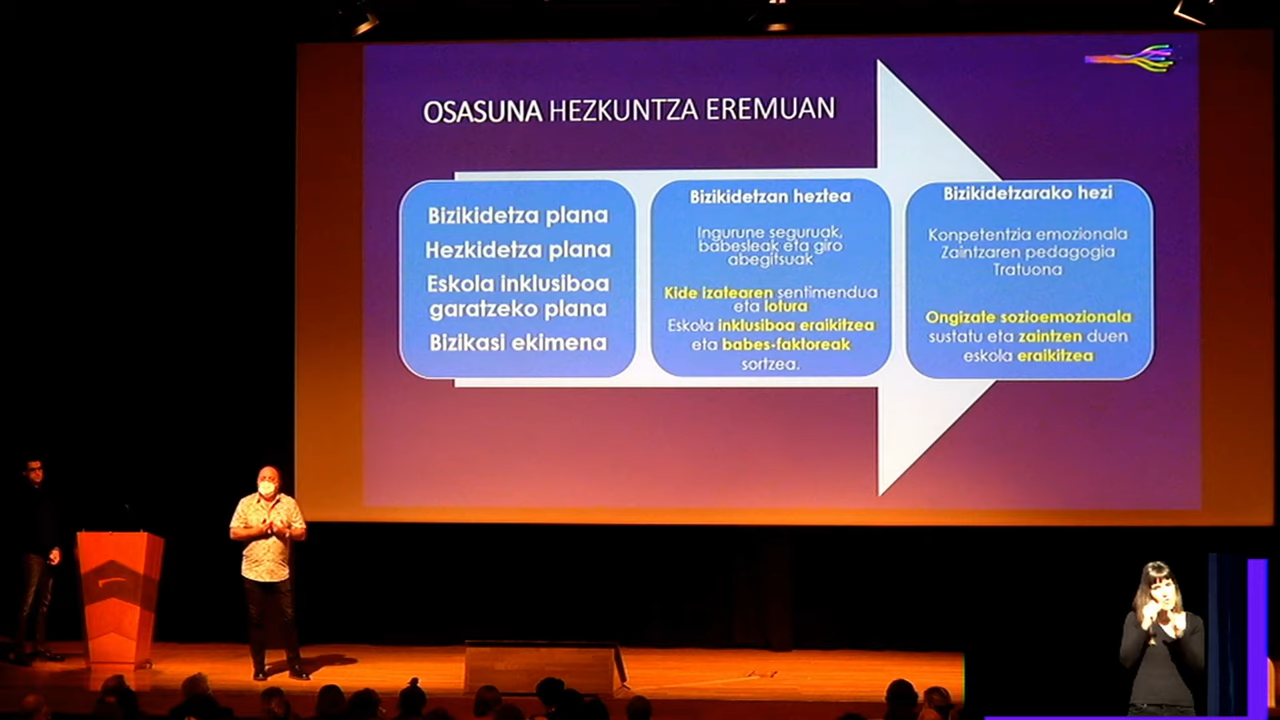 OSASUNA HEZKUNTZA EREMUAN
Bizikidetza plana
Hezkidetza plana
Eskola inklusiboa
garatzeko plana
Bizikasi ekimena
Bizikidetzan heztea
Ingurune seguruak,
babesleak eta giro
abegitsuak
Kide izatearen sentimendua
eta lotura
Eskola inklusiboa eraikitzea
eta babes-faktoreak
sortzea.
Bizikidetzarako hezi
Konpetentzia emozionala
Zaintzaren pedagogia
Tratuona
Ongizate sozioemozionala
sustatu eta zaintzen duen
eskola eraikitzea